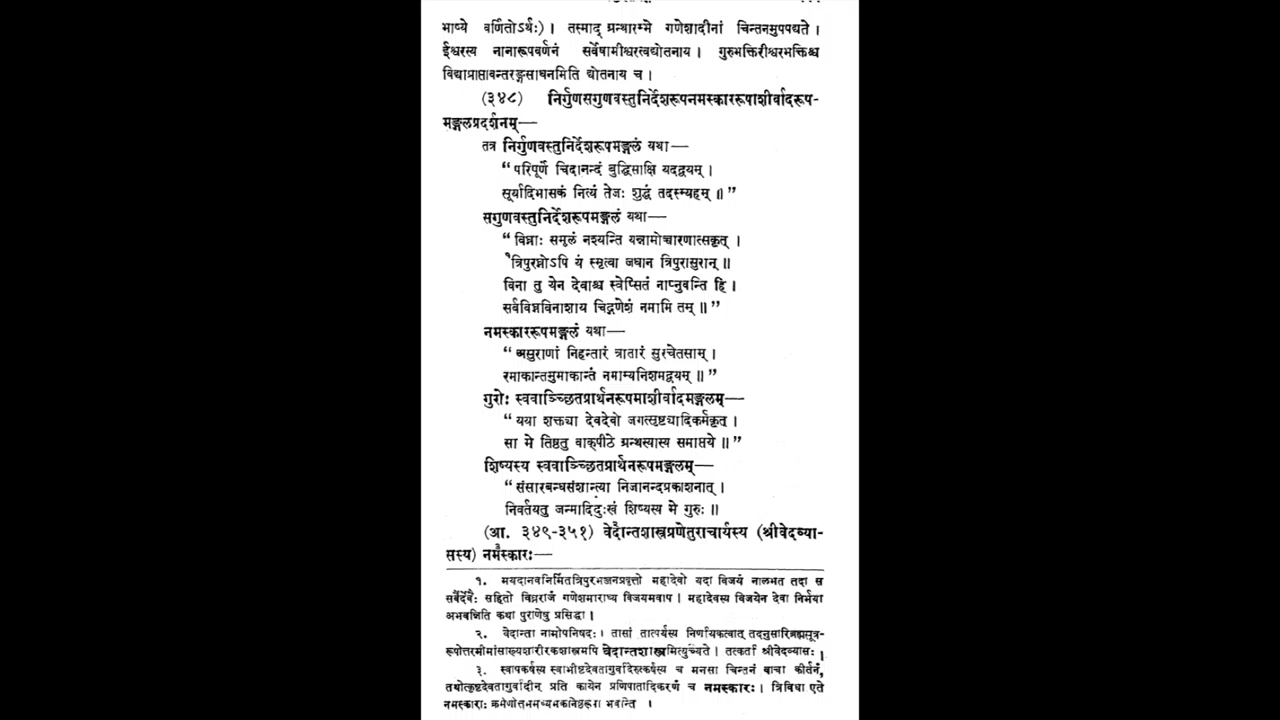 भाष्ये वर्णितोऽर्थः) । तस्माद् ग्रन्थारम्भे गणेशादीनां चिन्तनमुपपद्यते ।
ईश्वरस्य नानारूपवर्णनं सर्वेषामीश्वरत्वद्योतनाय । गुरुभक्तिरीश्वरभक्तिश्च
विद्याप्राप्तावन्तरङ्गसाधनमिति द्योतनाय च ।
(३४८) निर्गुणसगुणवस्तुनिर्देशरूपनमस्काररूपाशीर्वादरूप-
मङ्गलप्रदर्शनम्—
तत्र निर्गुणवस्तुनिर्देशरूपमङ्गलं यथा—
“ परिपूर्णं चिदानन्दं बुद्धिसाक्षि यदद्वयम् ।
सूर्यादिभासकं नित्यं तेजः शुद्धं तदस्म्यहम् ॥ ”
सगुणवस्तुनिर्देशरूपमङ्गलं यथा—
“ विघ्नाः समूलं नश्यन्ति यन्नामोच्चारणात्सकृत् ।
१त्रिपुरघ्नोऽपि यं स्मृत्वा जघान त्रिपुरासुरान् ॥
विना तु येन देवाश्च स्वेप्सितं नाप्नुवन्ति हि ।
सर्वविघ्नविनाशाय चिद्गणेशं नमामि तम् ॥ ”
नमस्काररूपमङ्गलं यथा—
“ असुराणां निहन्तारं त्रातारं सुरचेतसाम् ।
रमाकान्तमुमाकान्तं नमाम्यनिशमद्वयम् ॥ ”
गुरोः स्ववाञ्छितप्रार्थनरूपमाशीर्वादमङ्गलम्—
“ यया शक्त्या देवदेवो जगत्सृष्ट्यादिकर्मकृत् ।
सा मे तिष्ठतु वाक्पीठे ग्रन्थस्यास्य समाप्तये ॥ ”
शिष्यस्य स्ववाञ्छितप्रार्थनरूपमङ्गलम्—
“ संसारबन्धसंशान्त्या निजानन्दप्रकाशनात् ।
निवर्तयतु जन्मादिदुःखं शिष्यस्य मे गुरुः ॥
(आ. ३४९-३५१) वेदान्तशास्त्रप्रणेतुराचार्यस्य (श्रीवेदव्या-
सस्य) नमस्कारः—
१. मयदानवनिर्मितत्रिपुरभञ्जनप्रवृत्तो महादेवो यदा विजयं नालभत तदा स
सर्वैर्देवैः सहितो विघ्नराजं गणेशमाराध्य विजयमवाप । महादेवस्य विजयेन देवा निर्भया
अभवन्निति कथा पुराणेषु प्रसिद्धा ।
२. वेदान्ता नामोपनिषदः । तासां तात्पर्यस्य निर्णायकत्वात् तदनुसारिब्रह्मसूत्र-
रूपोत्तरमीमांसाख्यशारीरकशास्त्रमपि वेदान्तशास्त्रमित्युच्यते । तत्कर्ता श्रीवेदव्यासः ।
३. स्वापकर्षस्य स्वाभीष्टदेवतागुर्वादेरुत्कर्षस्य च मनसा चिन्तनं वाचा कीर्तनं,
तथोत्कृष्टदेवतागुर्वादीन् प्रति कायेन प्रणिपातादिकरणं च नमस्कारः । त्रिविधा एते
नमस्काराः क्रमेणोत्तममध्यमकनिष्ठरूपा भवन्ति ।